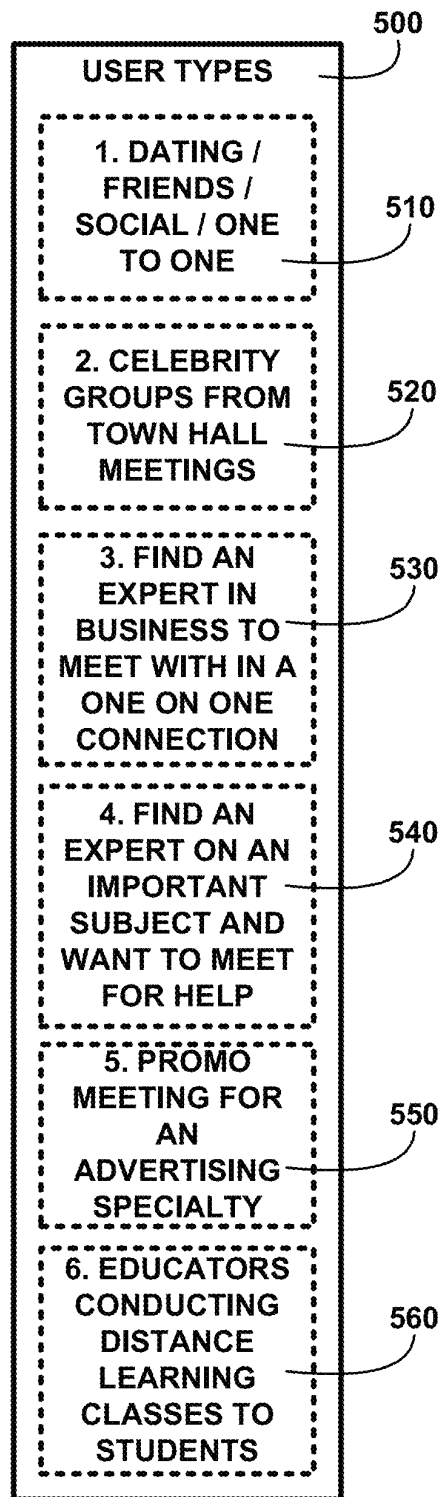 500
USER TYPES
1. DATING /
FRIENDS /
SOCIAL / ONE
TO ONE
510
2. CELEBRITY
GROUPS FROM
TOWN HALL
MEETINGS
520
3. FIND AN
EXPERT IN
BUSINESS TO
MEET WITH IN A
ONE ON ONE
CONNECTION
530
4. FIND AN
EXPERT ON AN
IMPORTANT
SUBJECT AND
WANT TO MEET
FOR HELP
540
5. PROMO
MEETING FOR
AN
ADVERTISING
SPECIALTY
550
6. EDUCATORS
CONDUCTING
DISTANCE
LEARNING
CLASSES TO
STUDENTS
560